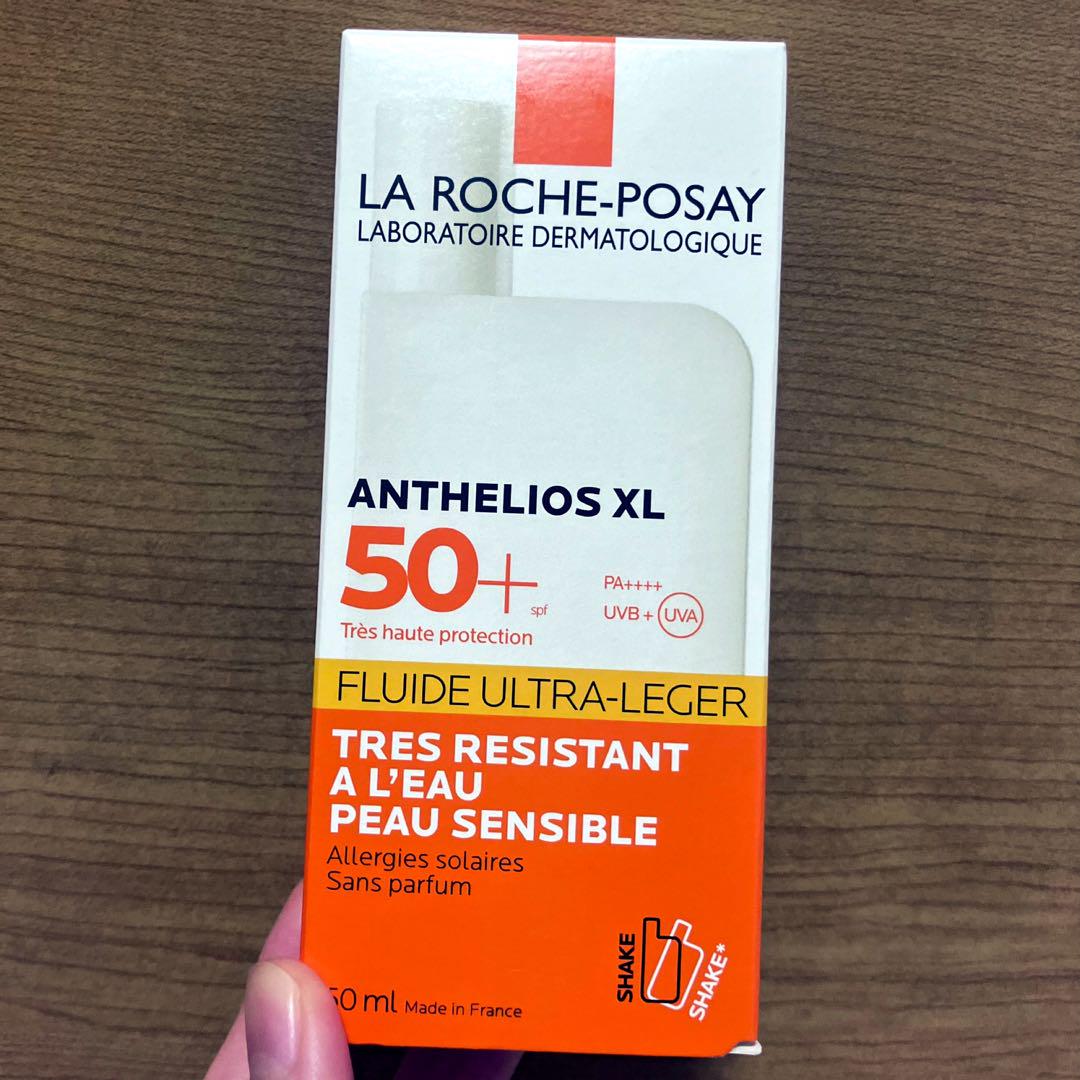 LA ROCHE-POSAY
LABORATOIRE DERMATOLOGIQUE
ANTHELIOS XL
50+
spf
PA++++
UVB + UVA
Très haute protection
FLUIDE ULTRA-LEGER
TRES RESISTANT
A L'EAU
PEAU SENSIBLE
Allergies solaires
Sans parfum
SHAKE
SHAKE*
50 ml Made in France